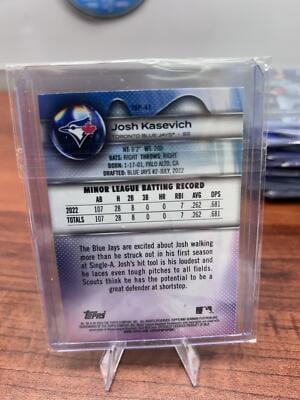 TSP-41
Josh Kasevich
TORONTO BLUE JAYS® - SS
HT: 6'2" WT: 200
BATS: RIGHT THROWS: RIGHT
BORN: 1-17-01, PALO ALTO, CA
DRAFTED: BLUE JAYS #2-JULY, 2022
MINOR LEAGUE BATTING RECORD
AB H 2B 3B HR RBI AVG OPS
2022 107 28 0 0 0 7 .262 .681
TOTALS 107 28 0 0 0 7 .262 .681
The Blue Jays are excited about Josh walking
more than he struck out in his first season
at Single-A. Josh's hit tool is his loudest and
he laces even tough pitches to all fields.
Scouts think he has the potential to be a
great defender at shortstop.
Topps